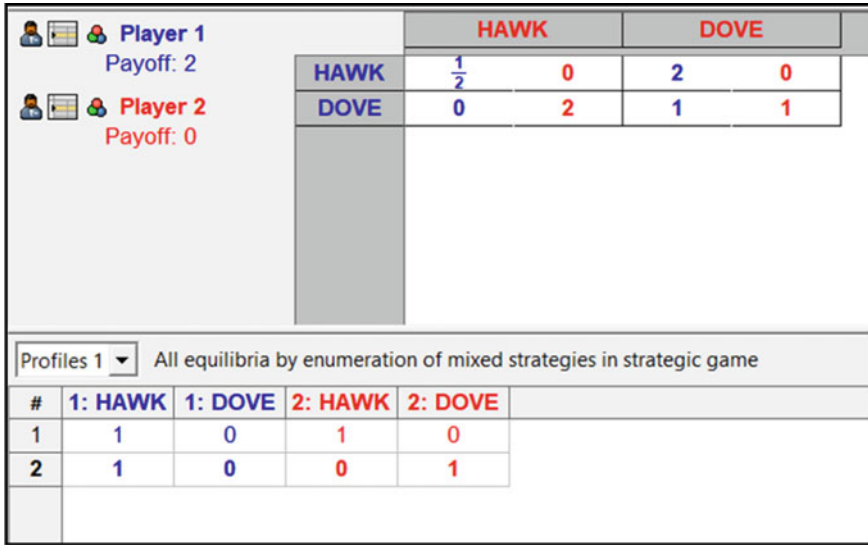 Player 1
Payoff: 2
Player 2
Payoff: 0
HAWK DOVE
HAWK 1/2 0 2 0
DOVE 0 2 1 1
Profiles 1 All equilibria by enumeration of mixed strategies in strategic game
# 1: HAWK 1: DOVE 2: HAWK 2: DOVE
1 1 0 1 0
2 1 0 0 1